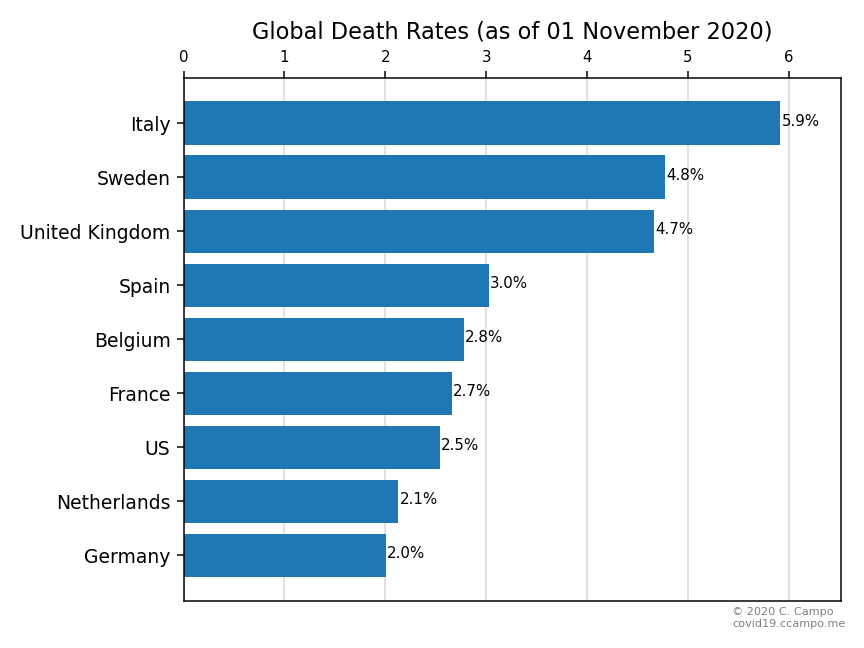 Global Death Rates (as of 01 November 2020)
0 1 2 3 4 5 6
Italy 5.9%
Sweden 4.8%
United Kingdom 4.7%
Spain 3.0%
Belgium 2.8%
France 2.7%
US 2.5%
Netherlands 2.1%
Germany 2.0%
© 2020 C. Campo
covid19.ccampo.me